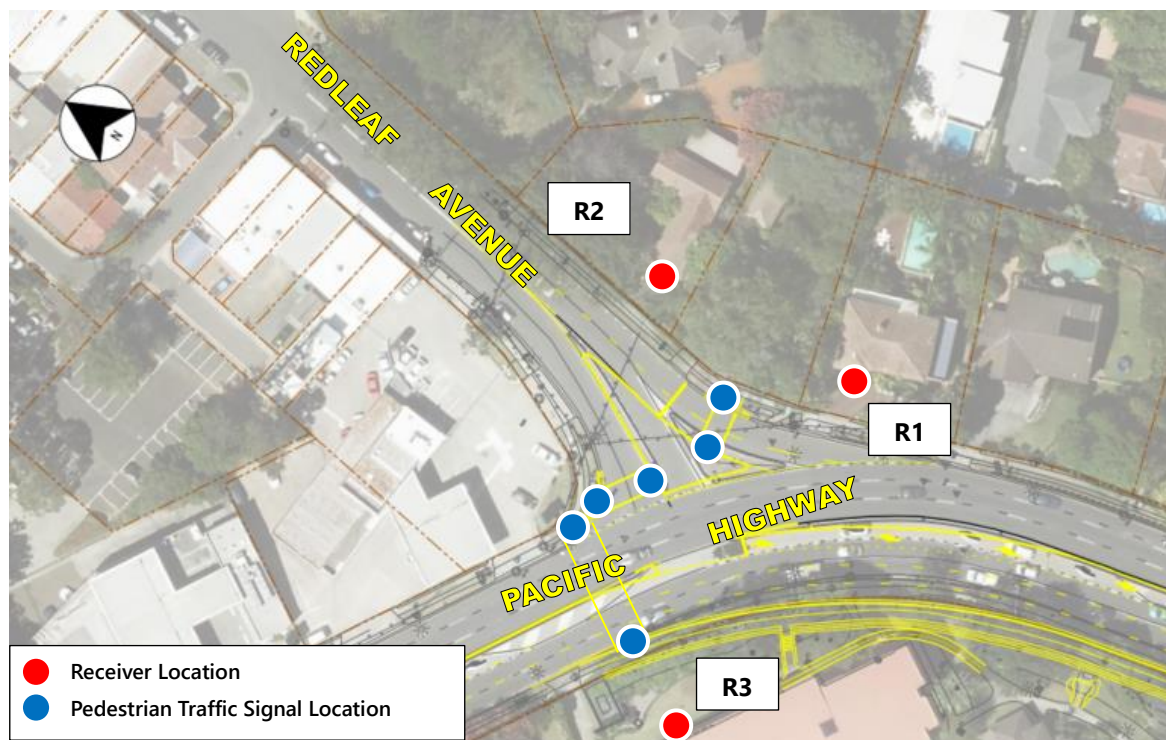 REDLEAF
N
AVENUE
R2
R1
PACIFIC HIGHWAY
R3
Receiver Location
Pedestrian Traffic Signal Location